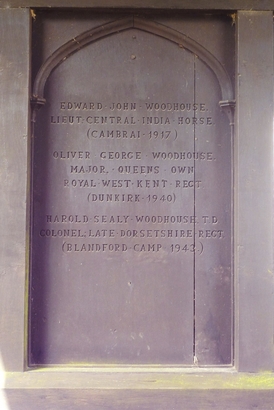 EDWARD JOHN WOODHOUSE.
LIEUT·CENTRAL·INDIA·HORSE
(CAMBRAI·1917)
OLIVER GEORGE WOODHOUSE.
MAJOR. QUEENS OWN
ROYAL·WEST·KENT·REGT
(DUNKIRK·1940)
HAROLD·SEALY·WOODHOUSE.T.D.
COLONEL. LATE·DORSETSHIRE·REGT.
(BLANDFORD·CAMP·1943.)